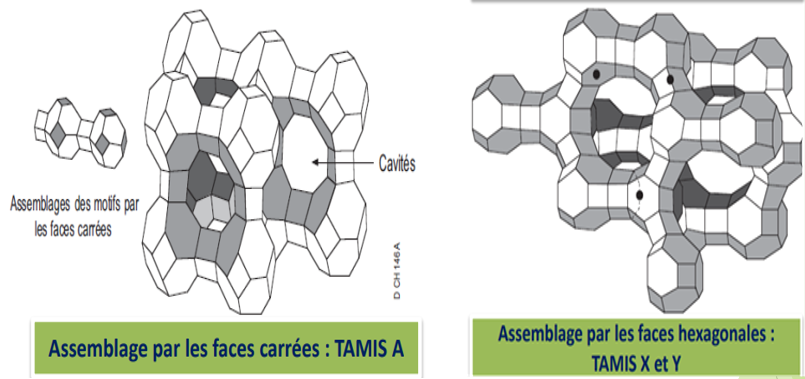 Assemblages des motifs par
les faces carrées
Cavités
D CH 146 A
Assemblage par les faces carrées : TAMIS A
Assemblage par les faces hexagonales :
TAMIS X et Y